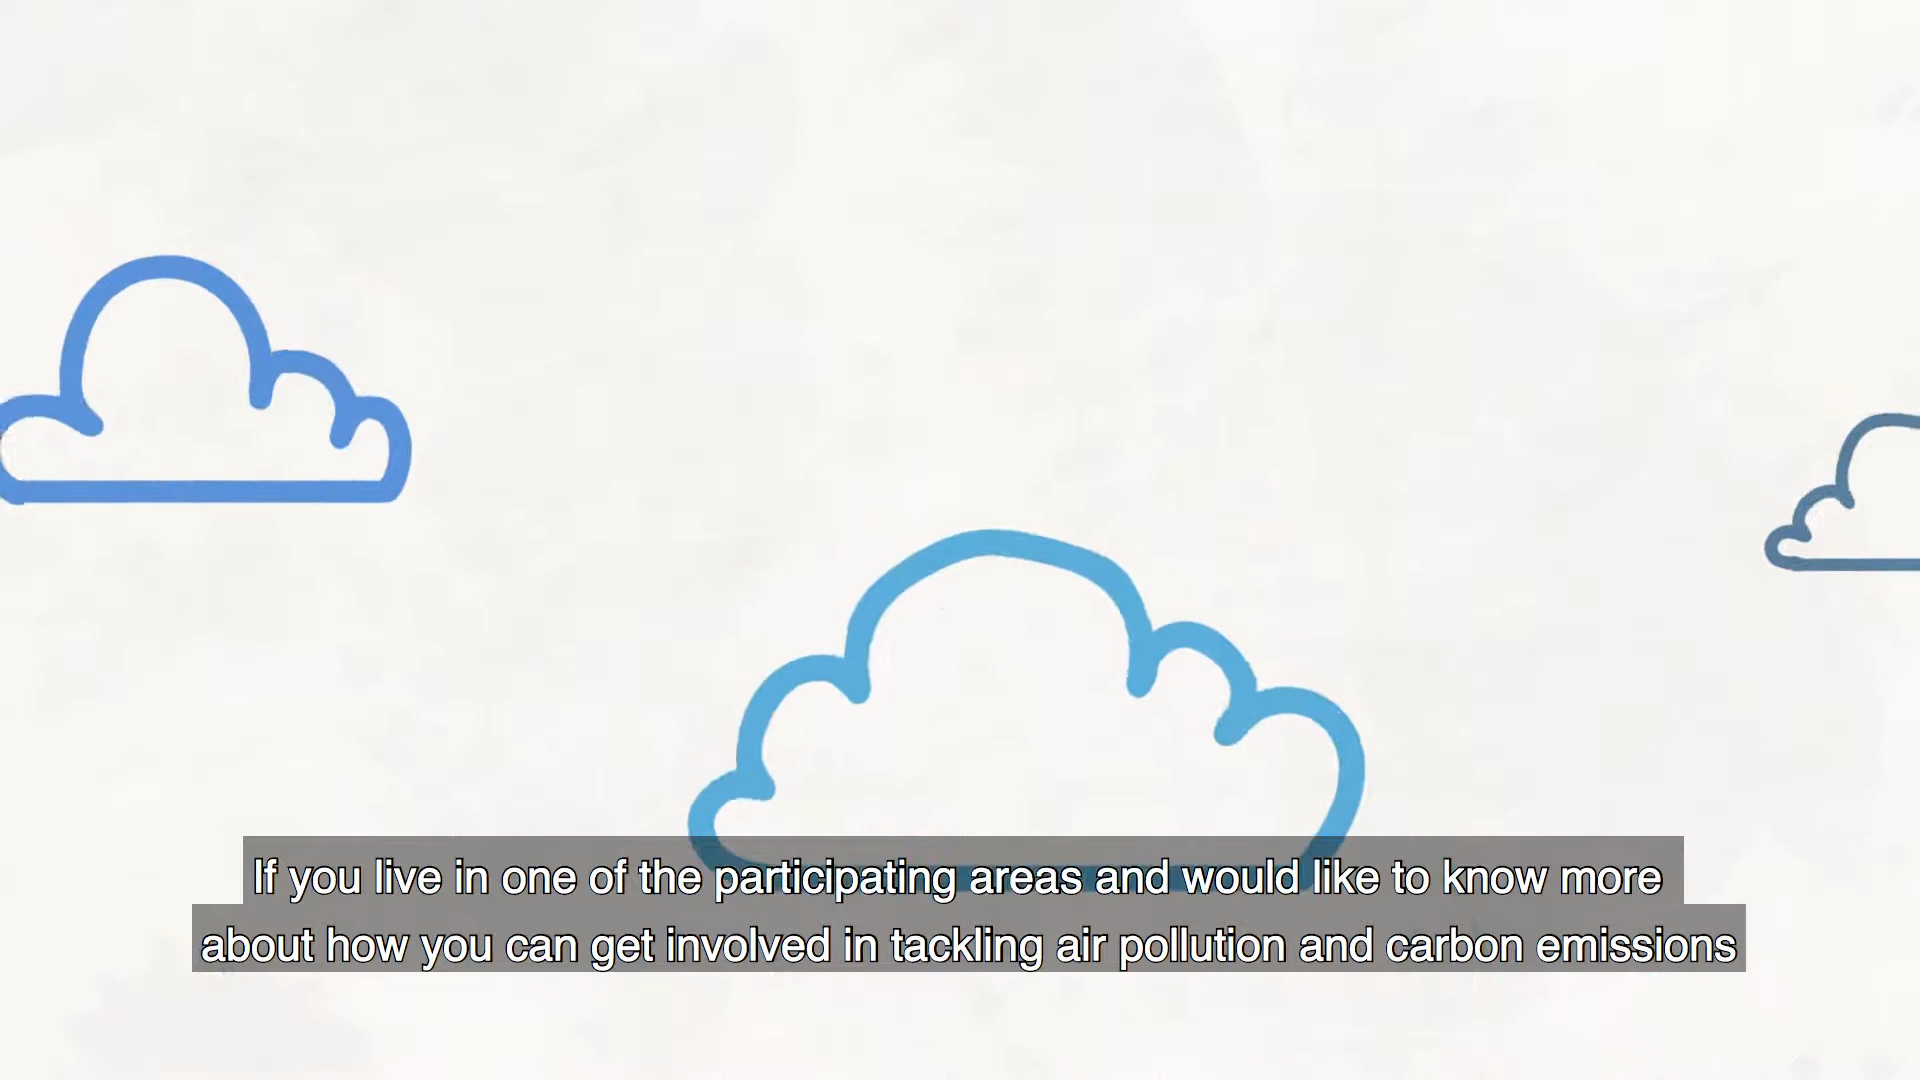 If you live in one of the participating areas and would like to know more
about how you can get involved in tackling air pollution and carbon emissions